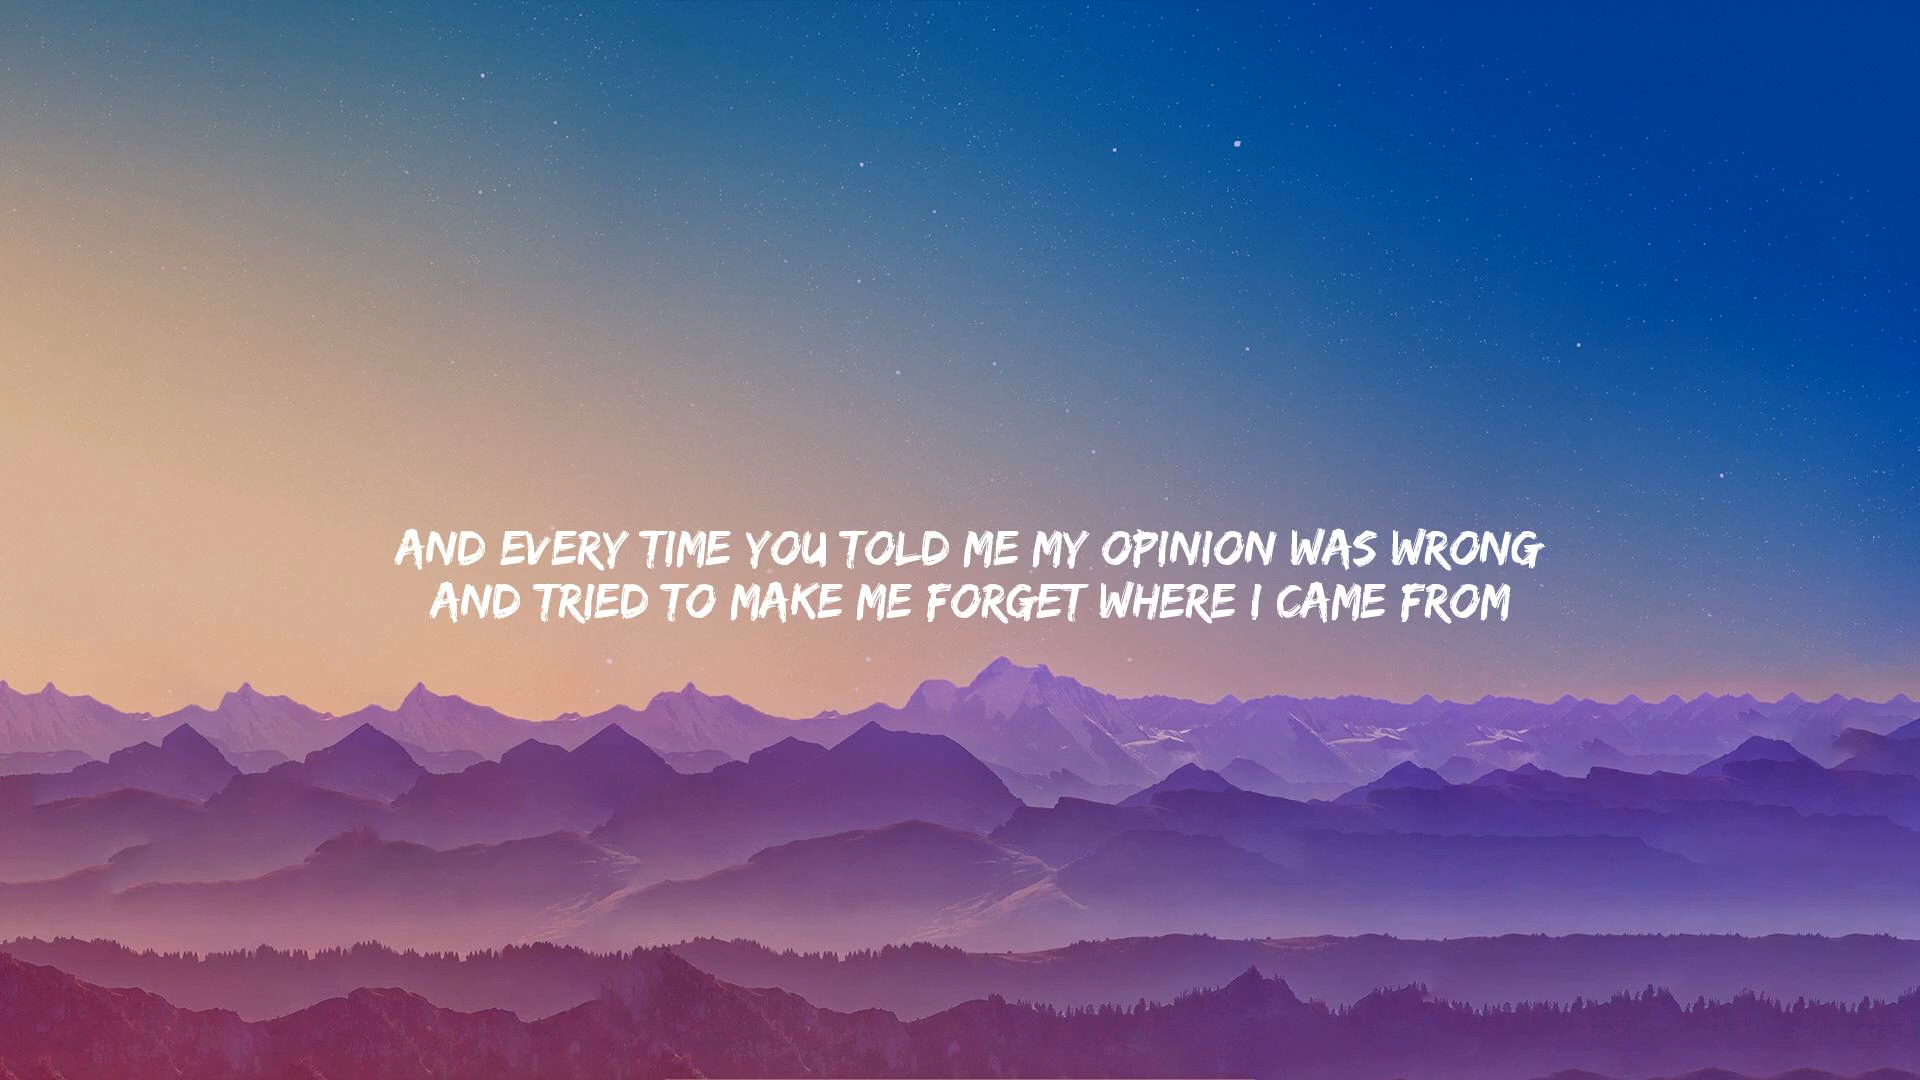 AND EVERY TIME YOU TOLD ME MY OPINION WAS WRONG
AND TRIED TO MAKE ME FORGET WHERE I CAME FROM